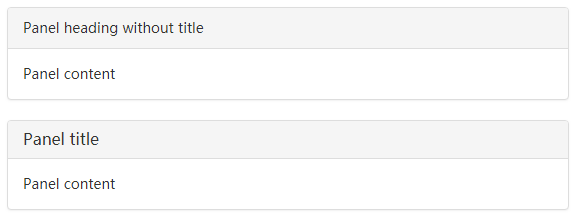 Panel heading without title
Panel content
Panel title
Panel content